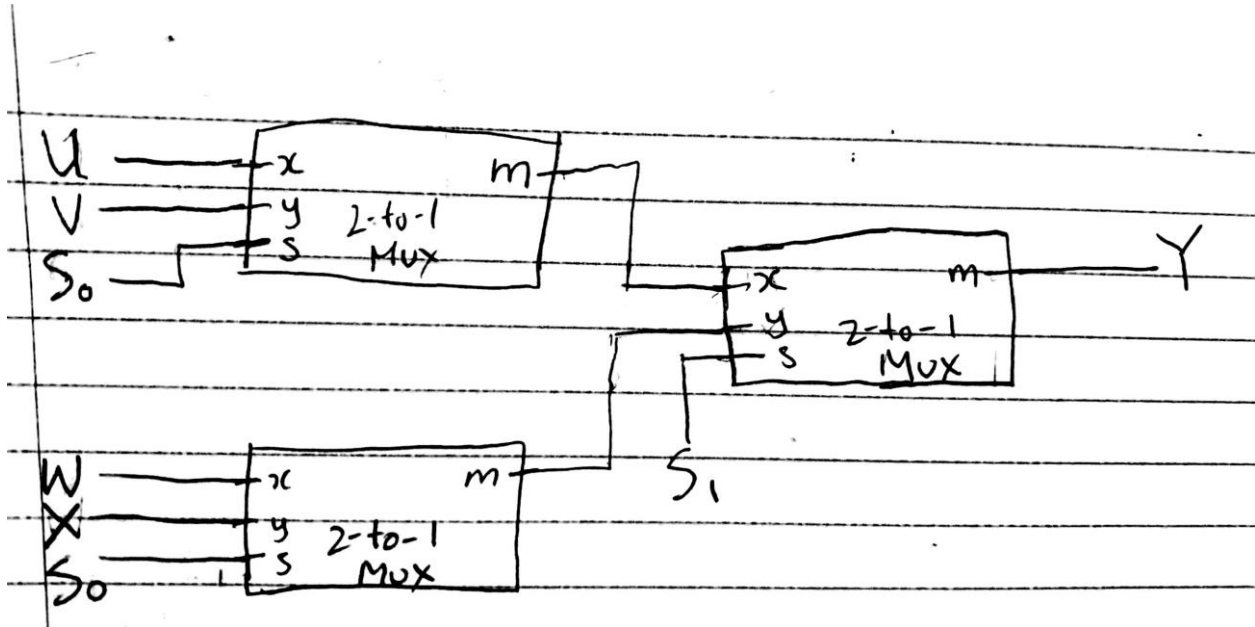 U
x
m
V
y
2-to-1
S₀
s
MUX
x
m
Y
y
2-to-1
s
MUX
S₁
W
x
m
X
y
2-to-1
S₀
s
MUX